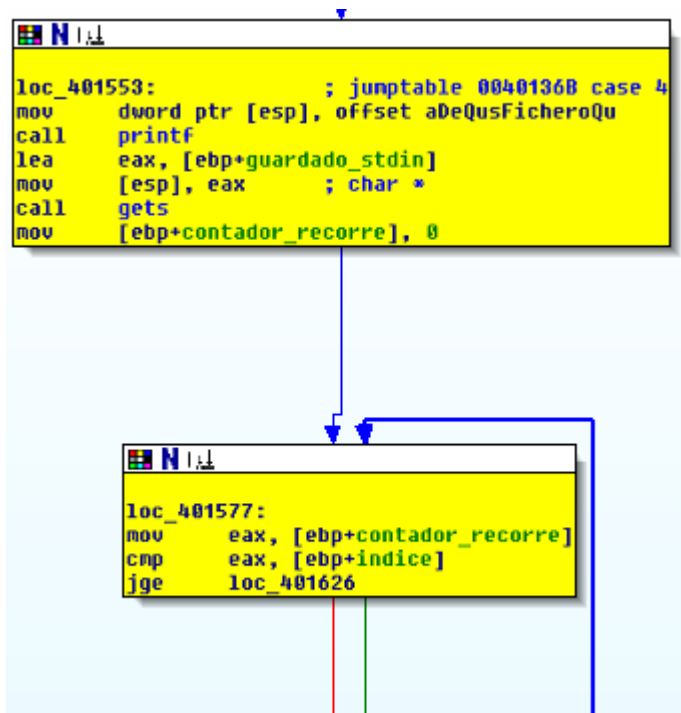 loc_401553: ; jumptable 0040136B case 4
mov dword ptr [esp], offset aDeQusFicheroQu
call printf
lea eax, [ebp+guardado_stdin]
mov [esp], eax ; char *
call gets
mov [ebp+contador_recorre], 0
loc_401577:
mov eax, [ebp+contador_recorre]
cmp eax, [ebp+indice]
jge loc_401626